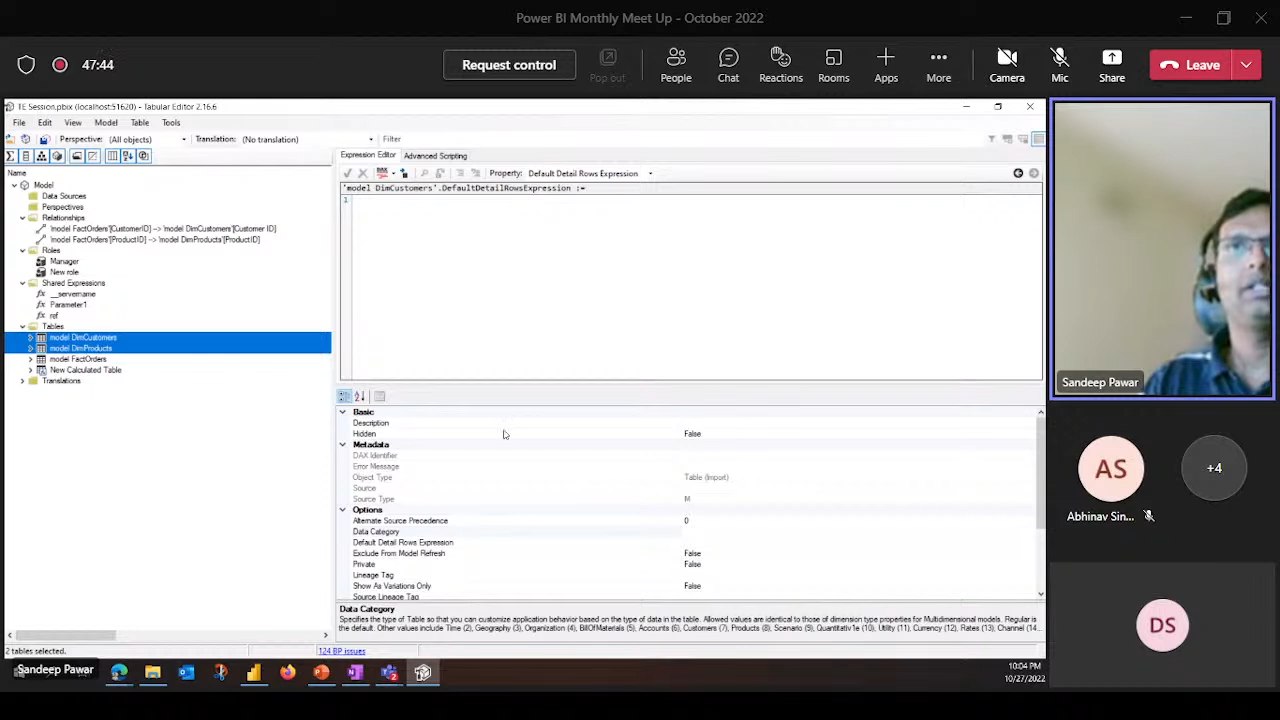 Power BI Monthly Meet Up - October 2022
47:44
Request control
Pop out
People
Chat
Reactions
Rooms
Apps
More
Camera
Mic
Share
Leave
TE Session.pbix (localhost:51620) - Tabular Editor 2.16.6
File Edit View Model Table Tools
Perspective: (All objects) Translation: (No translation) Filter
Name
Model
Data Sources
Perspectives
Relationships
'model FactOrders'[CustomerID] --> 'model DimCustomers'[Customer ID]
'model FactOrders'[ProductID] --> 'model DimProducts'[ProductID]
Roles
Manager
New role
Shared Expressions
__servername
Parameter1
ref
Tables
model DimCustomers
model DimProducts
model FactOrders
New Calculated Table
Translations
Expression Editor Advanced Scripting
Property: Default Detail Rows Expression
'model DimCustomers'.DefaultDetailRowsExpression :=
1
Basic
Description
Hidden False
Metadata
DAX Identifier
Error Message
Object Type Table (Import)
Source
Source Type M
Options
Alternate Source Precedence 0
Data Category
Default Detail Rows Expression
Exclude From Model Refresh False
Private False
Lineage Tag
Show As Variations Only False
Source Lineage Tag
Data Category
Specifies the type of Table so that you can customize application behavior based on the type of data in the table. Allowed values are identical to those of dimension type properties for Multidimensional models. Regular is
the default. Other values include Time (2), Geography (3), Organization (4), BillOfMaterials (5), Accounts (6), Customers (7), Products (8), Scenario (9), Quantitative (10), Utility (11), Currency (12), Rates (13), Channel (14...
2 tables selected.
124 BP issues
Sandeep Pawar
10:04 PM
10/27/2022
Sandeep Pawar
AS
+4
Abhinav Sin...
DS